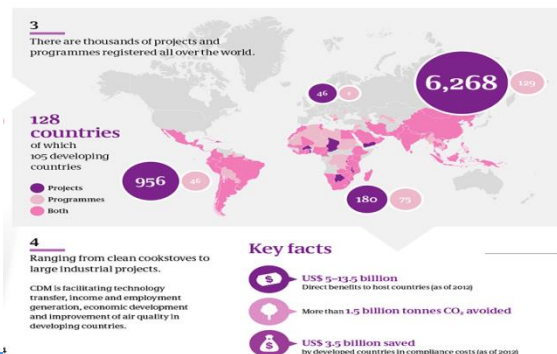 3
There are thousands of projects and
programmes registered all over the world.
6,268
129
46
128
countries
of which
105 developing
countries
956
46
Projects
Programmes
Both
180
75
4
Ranging from clean cookstoves to
large industrial projects.
CDM is facilitating technology
transfer, income and employment
generation, economic development
and improvement of air quality in
developing countries.
Key facts
US$ 5–13.5 billion
Direct benefits to host countries (as of 2012)
More than 1.5 billion tonnes CO₂ avoided
US$ 3.5 billion saved
by developed countries in compliance costs (as of 2012)